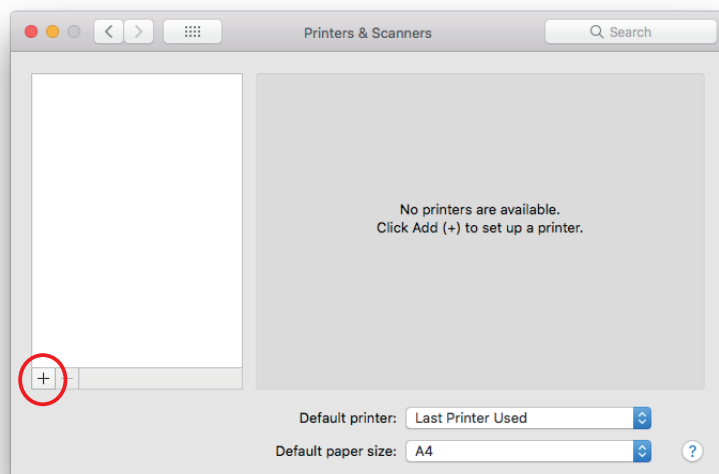 Printers & Scanners
Search
No printers are available.
Click Add (+) to set up a printer.
+ −
Default printer: Last Printer Used
Default paper size: A4
?